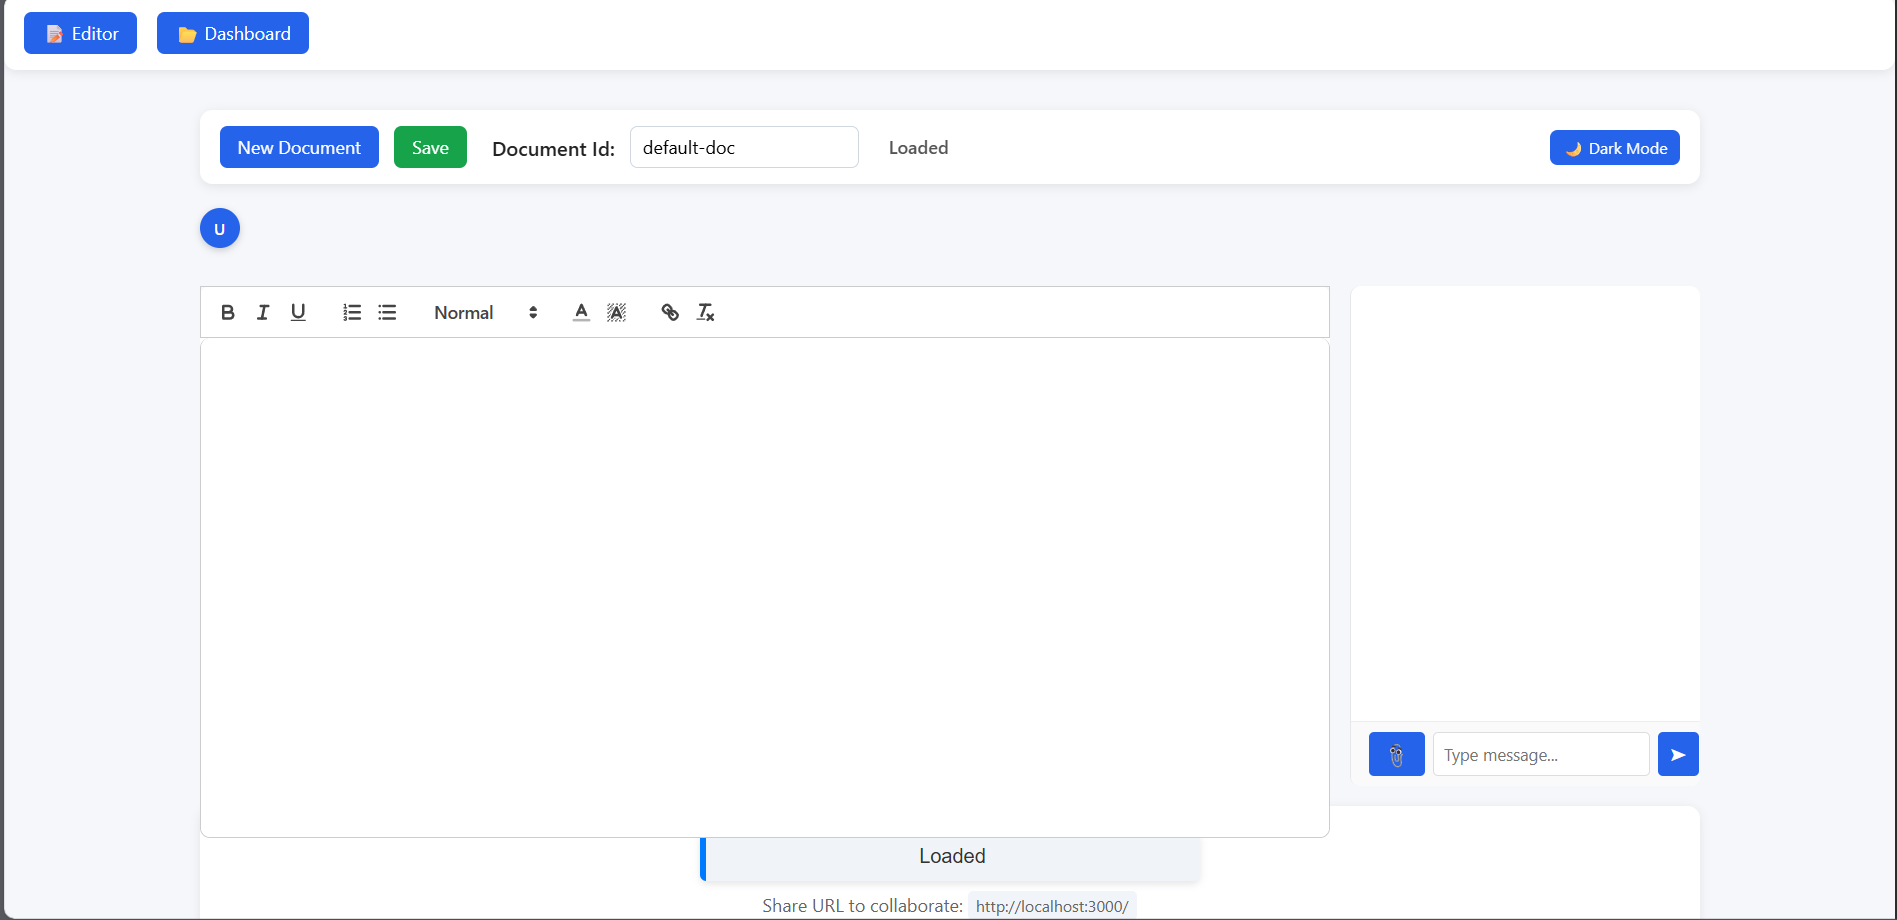 Editor Dashboard
New Document Save Document Id: default-doc Loaded Dark Mode
U
B I U Normal A A
Type message...
Loaded
Share URL to collaborate: http://localhost:3000/